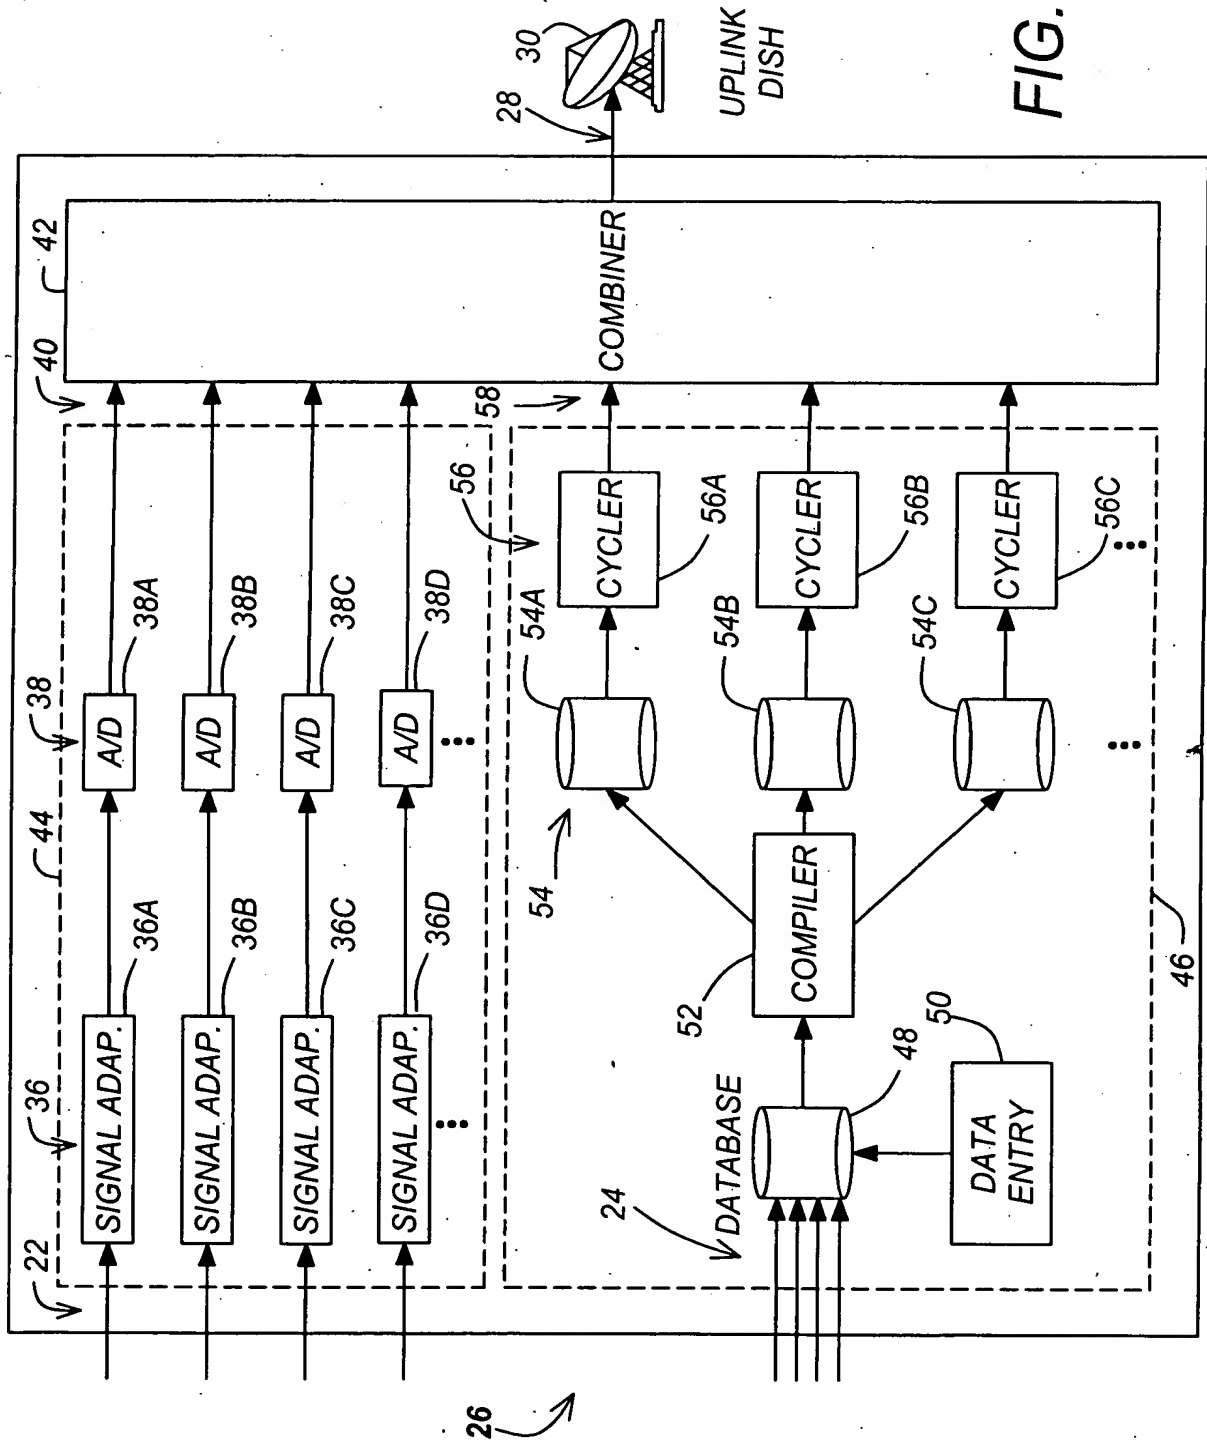 26
22
36
44
38
40
42
SIGNAL ADAP.
36A
A/D
38A
SIGNAL ADAP.
36B
A/D
38B
SIGNAL ADAP.
36C
A/D
38C
SIGNAL ADAP.
36D
A/D
38D
•••
•••
24
DATABASE
48
DATA
ENTRY
50
COMPILER
52
54
54A
CYCLER
56A
56
58
54B
CYCLER
56B
54C
CYCLER
56C
•••
•••
46
COMBINER
28
30
UPLINK
DISH
FIG.